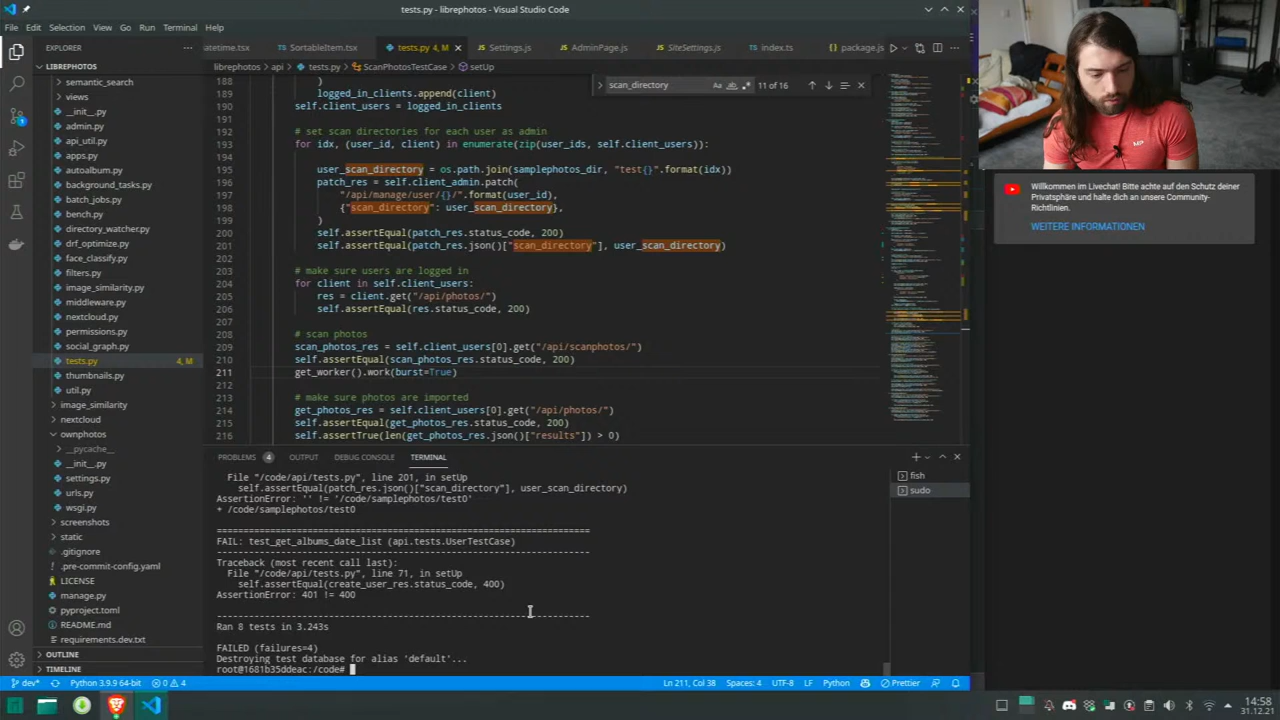 tests.py - librephotos - Visual Studio Code
File Edit Selection View Go Run Terminal Help
EXPLORER
atetime.tsx SortableItem.tsx tests.py 4, M Settings.js AdminPage.js SiteSettings.js index.ts package.js
LIBREPHOTOS
librephotos > api > tests.py > ScanPhotosTestCase > setUp
semantic_search
views
__init__.py
admin.py
api_util.py
apps.py
autoalbum.py
background_tasks.py
batch_jobs.py
bench.py
directory_watcher.py
drf_optimize.py
face_classify.py
filters.py
image_similarity.py
middleware.py
nextcloud.py
permissions.py
social_graph.py
tests.py 4, M
thumbnails.py
util.py
image_similarity
nextcloud
ownphotos
__pycache__
__init__.py
settings.py
urls.py
wsgi.py
screenshots
static
.gitignore
.pre-commit-config.yaml
LICENSE
manage.py
pyproject.toml
README.md
requirements.dev.txt
OUTLINE
TIMELINE
scan_directory Aa ab 11 of 16
188 )
189 logged_in_clients.append(client)
190 self.client_users = logged_in_clients
191
192 # set scan directories for each user as admin
193 for idx, (user_id, client) in enumerate(zip(user_ids, self.client_users)):
194
195 user_scan_directory = os.path.join(samplephotos_dir, "test{}".format(idx))
196 patch_res = self.client_admin.patch(
197 "/api/manage/user/{}/".format(user_id),
198 {"scan_directory": user_scan_directory},
199 )
200 self.assertEqual(patch_res.status_code, 200)
201 self.assertEqual(patch_res.json()["scan_directory"], user_scan_directory)
202
203 # make sure users are logged in
204 for client in self.client_users:
205 res = client.get("/api/photos/")
206 self.assertEqual(res.status_code, 200)
207
208 # scan photos
209 scan_photos_res = self.client_users[0].get("/api/scanphotos/")
210 self.assertEqual(scan_photos_res.status_code, 200)
211 get_worker().work(burst=True)
212
213 # make sure photos are imported
214 get_photos_res = self.client_users[0].get("/api/photos/")
215 self.assertEqual(get_photos_res.status_code, 200)
216 self.assertTrue(len(get_photos_res.json()["results"]) > 0)
PROBLEMS 4 OUTPUT DEBUG CONSOLE TERMINAL
fish
sudo
File "/code/api/tests.py", line 201, in setUp
self.assertEqual(patch_res.json()["scan_directory"], user_scan_directory)
AssertionError: '' != '/code/samplephotos/test0'
+ /code/samplephotos/test0
======================================================================
FAIL: test_get_albums_date_list (api.tests.UserTestCase)
----------------------------------------------------------------------
Traceback (most recent call last):
File "/code/api/tests.py", line 71, in setUp
self.assertEqual(create_user_res.status_code, 400)
AssertionError: 401 != 400
----------------------------------------------------------------------
Ran 8 tests in 3.243s
FAILED (failures=4)
Destroying test database for alias 'default'...
root@1681b35ddeac:/code#
dev* Python 3.9.9 64-bit 0 4 Ln 211, Col 38 Spaces: 4 UTF-8 LF Python Prettier
MP
Willkommen im Livechat! Bitte achte auf den Schutz deiner
Privatsphäre und halte dich an unsere Community-
Richtlinien.
WEITERE INFORMATIONEN
14:58
31.12.21